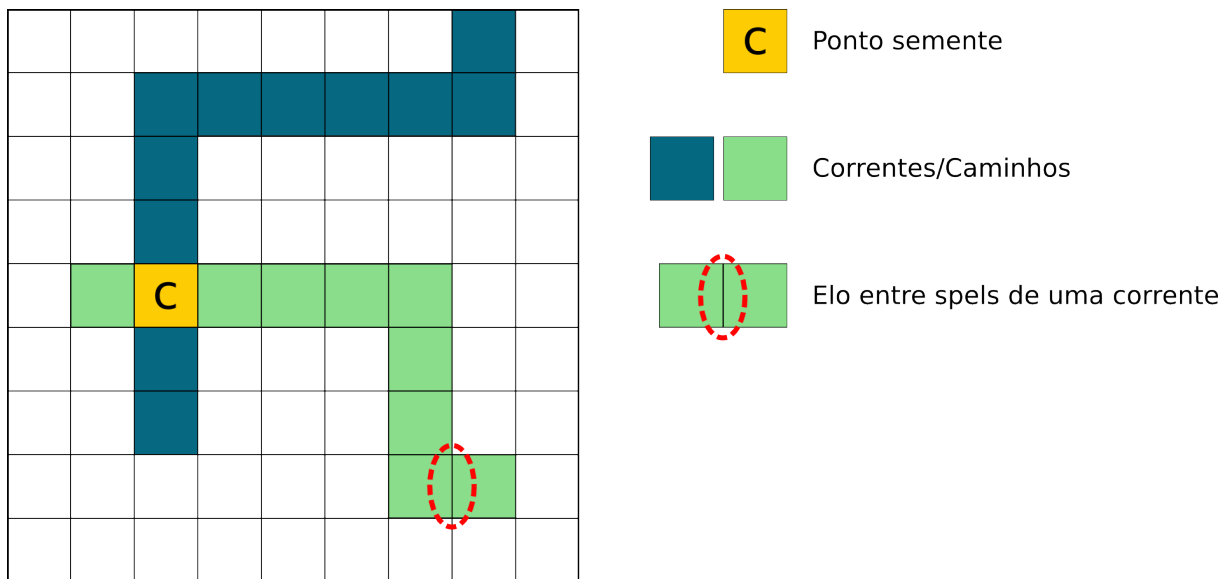 C
Ponto semente
Correntes/Caminhos
C
Elo entre spels de uma corrente